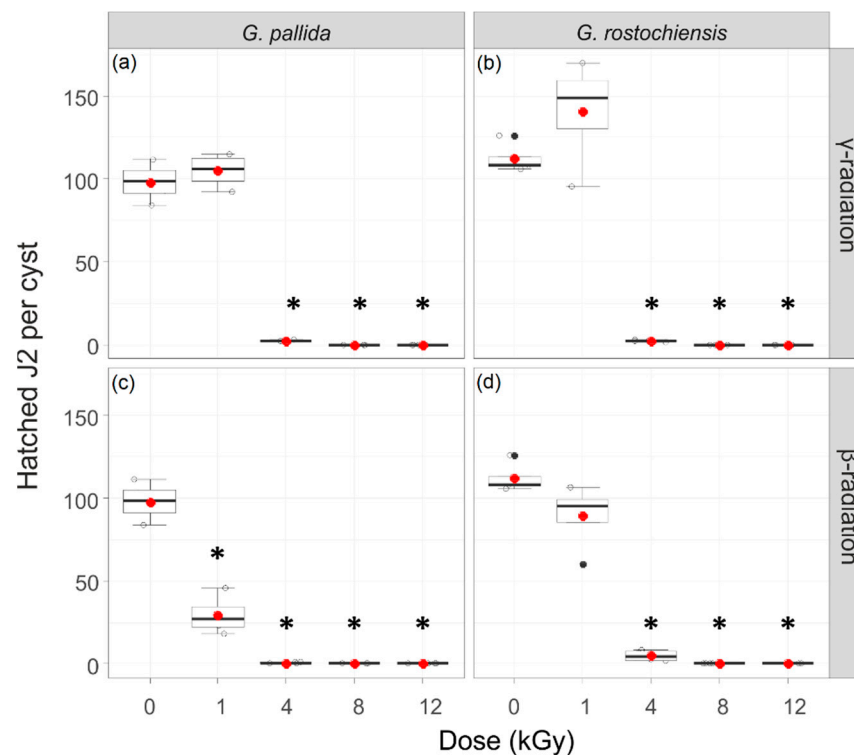 G. pallida
G. rostochiensis
(a)
(b)
150
100
50
0
* * *
* * *
γ-radiation
Hatched J2 per cyst
(c)
(d)
150
100
50
0
* * * *
* * *
β-radiation
0 1 4 8 12
0 1 4 8 12
Dose (kGy)